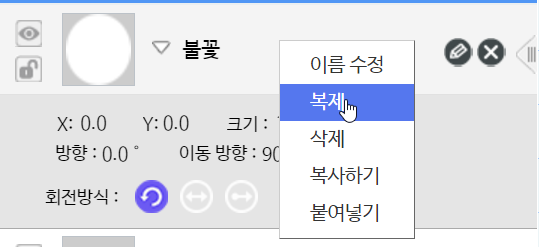 불꽃
이름 수정
복제
삭제
복사하기
붙여넣기
X: 0.0 Y: 0.0 크기 :
방향 : 0.0 ° 이동 방향 : 90
회전방식 :